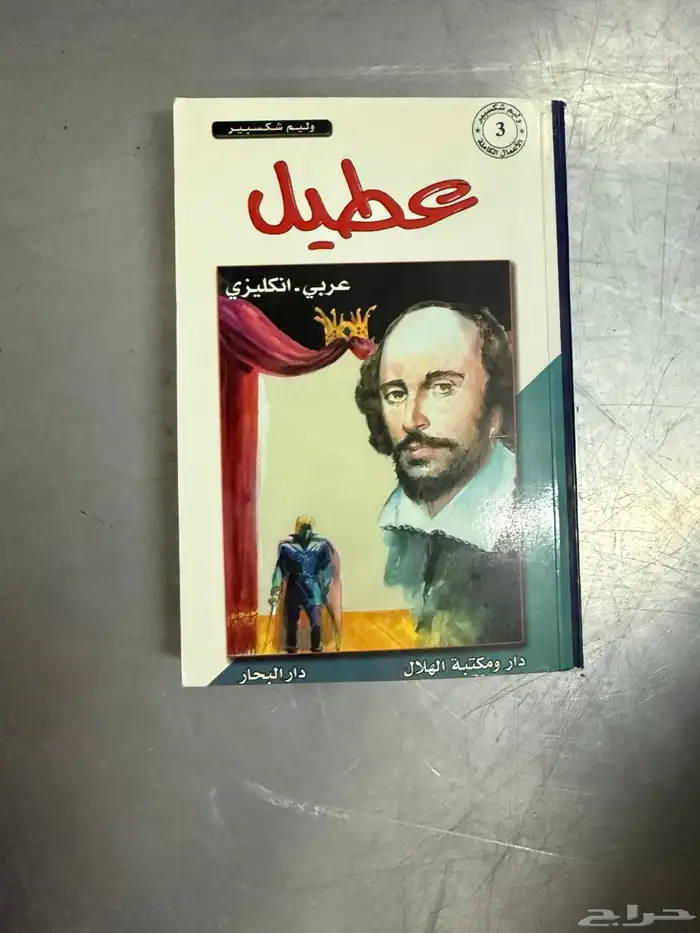 وليم شكسبير
وليم شكسبير
3
الأعمال الكاملة
عطيل
عربي - انكليزي
دار ومكتبة الهلال
دار البحار
حراج